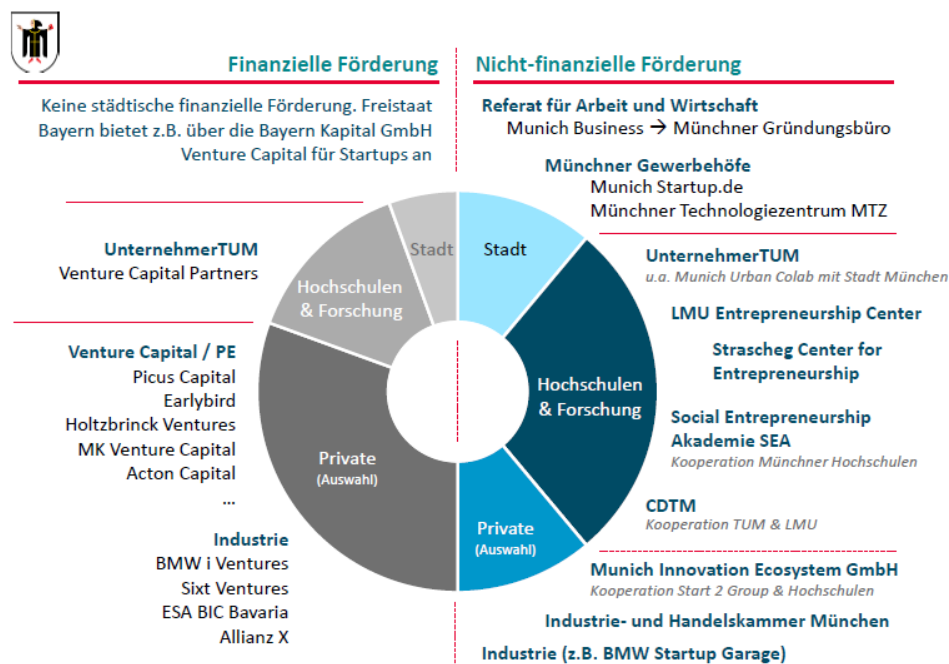 Finanzielle Förderung
Keine städtische finanzielle Förderung. Freistaat
Bayern bietet z.B. über die Bayern Kapital GmbH
Venture Capital für Startups an
UnternehmerTUM
Venture Capital Partners
Venture Capital / PE
Picus Capital
Earlybird
Holtzbrinck Ventures
MK Venture Capital
Acton Capital
...
Industrie
BMW i Ventures
Sixt Ventures
ESA BIC Bavaria
Allianz X
Stadt
Hochschulen
& Forschung
Private
(Auswahl)
Stadt
Hochschulen
& Forschung
Private
(Auswahl)
Nicht-finanzielle Förderung
Referat für Arbeit und Wirtschaft
Munich Business → Münchner Gründungsbüro
Münchner Gewerbehöfe
Munich Startup.de
Münchner Technologiezentrum MTZ
UnternehmerTUM
u.a. Munich Urban Colab mit Stadt München
LMU Entrepreneurship Center
Strascheg Center for
Entrepreneurship
Social Entrepreneurship
Akademie SEA
Kooperation Münchner Hochschulen
CDTM
Kooperation TUM & LMU
Munich Innovation Ecosystem GmbH
Kooperation Start 2 Group & Hochschulen
Industrie- und Handelskammer München
Industrie (z.B. BMW Startup Garage)